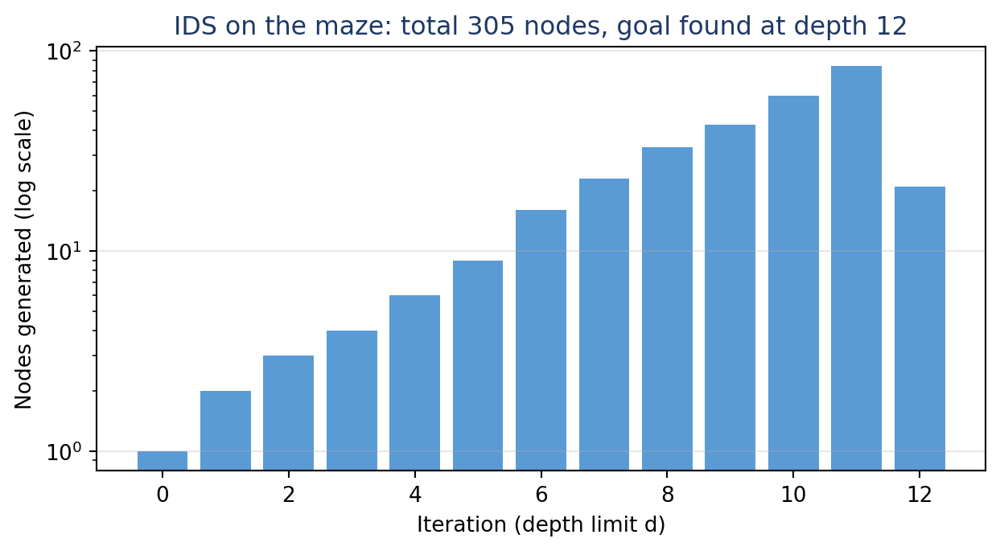 IDS on the maze: total 305 nodes, goal found at depth 12
Nodes generated (log scale)
10²
10¹
10⁰
0 2 4 6 8 10 12
Iteration (depth limit d)